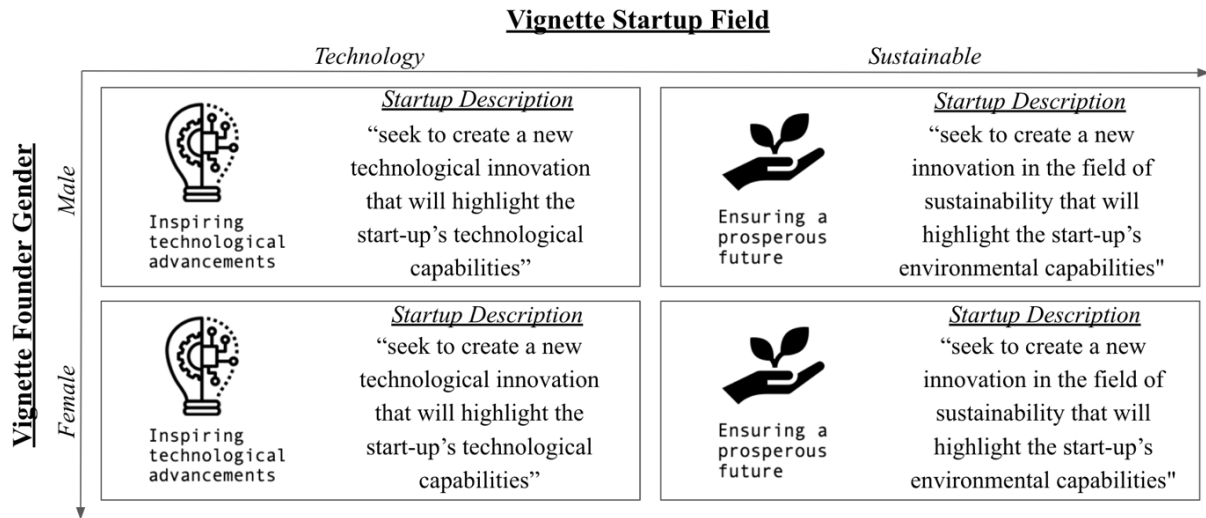 Vignette Startup Field
Technology
Sustainable
Vignette Founder Gender
Male
Startup Description
“seek to create a new
technological innovation
that will highlight the
start-up’s technological
capabilities”
Inspiring
technological
advancements
Startup Description
“seek to create a new
innovation in the field of
sustainability that will
highlight the start-up’s
environmental capabilities"
Ensuring a
prosperous
future
Female
Startup Description
“seek to create a new
technological innovation
that will highlight the
start-up’s technological
capabilities”
Inspiring
technological
advancements
Startup Description
“seek to create a new
innovation in the field of
sustainability that will
highlight the start-up’s
environmental capabilities"
Ensuring a
prosperous
future